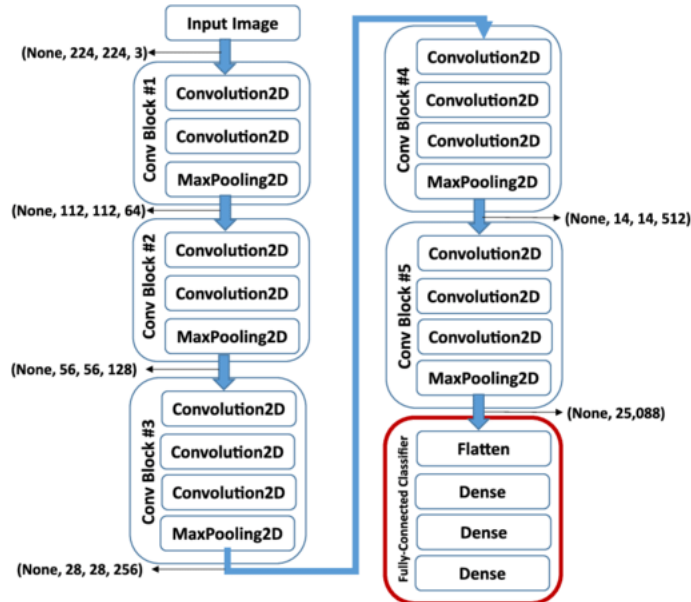 Input Image
(None, 224, 224, 3)
Conv Block #1
Convolution2D
Convolution2D
MaxPooling2D
(None, 112, 112, 64)
Conv Block #2
Convolution2D
Convolution2D
MaxPooling2D
(None, 56, 56, 128)
Conv Block #3
Convolution2D
Convolution2D
Convolution2D
MaxPooling2D
(None, 28, 28, 256)
Conv Block #4
Convolution2D
Convolution2D
Convolution2D
MaxPooling2D
(None, 14, 14, 512)
Conv Block #5
Convolution2D
Convolution2D
Convolution2D
MaxPooling2D
(None, 25,088)
Fully-Connected Classifier
Flatten
Dense
Dense
Dense